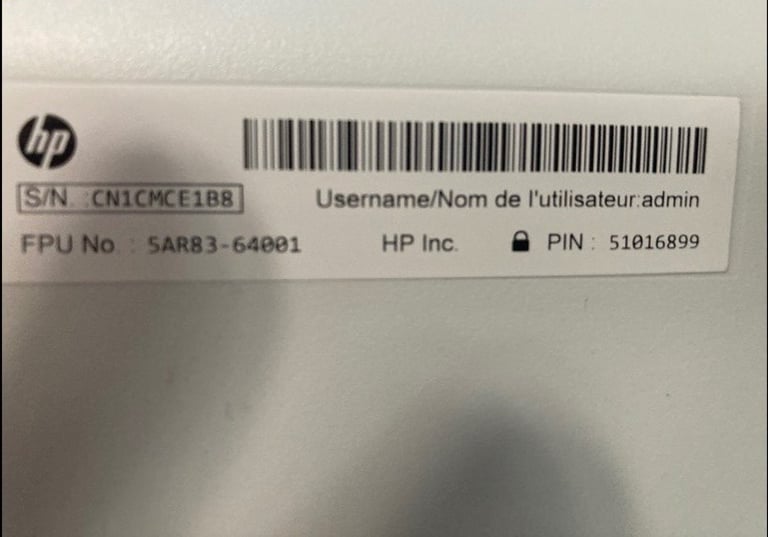 hp
S/N. :CN1CMCE1B8 Username/Nom de l'utilisateur:admin
FPU No. : 5AR83-64001 HP Inc. PIN : 51016899